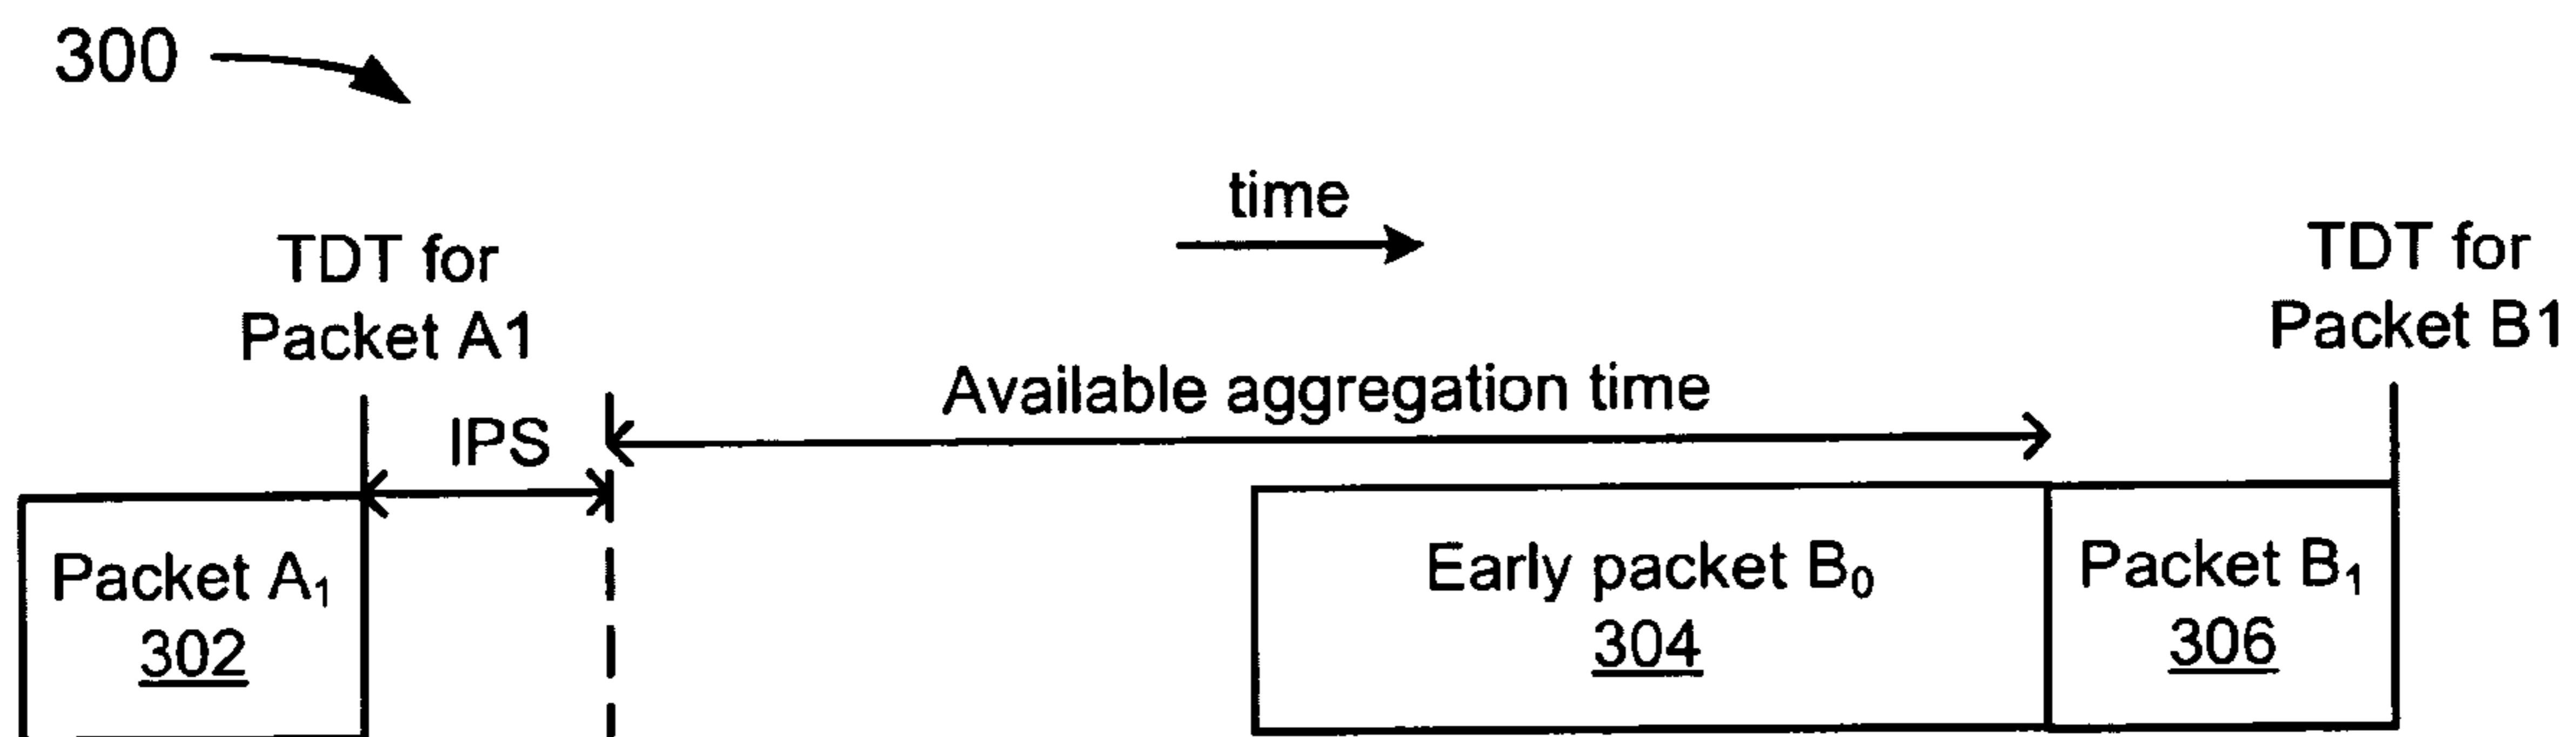 300
time
TDT for
Packet A1
TDT for
Packet B1
Available aggregation time
IPS
Packet A₁
302
Early packet B₀
304
Packet B₁
306